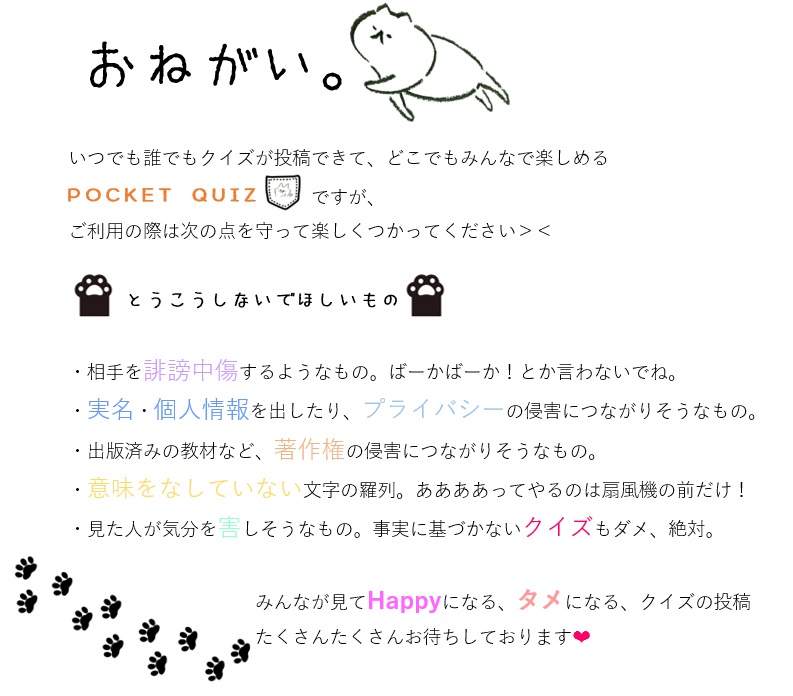 おねがい。
いつでも誰でもクイズが投稿できて、どこでもみんなで楽しめる
POCKET QUIZ ですが、
ご利用の際は次の点を守って楽しくつかってください＞＜
とうこうしないでほしいもの
・相手を誹謗中傷するようなもの。ばーかばーか！とか言わないでね。
・実名・個人情報を出したり、プライバシーの侵害につながりそうなもの。
・出版済みの教材など、著作権の侵害につながりそうなもの。
・意味をなしていない文字の羅列。ああああってやるのは扇風機の前だけ！
・見た人が気分を害しそうなもの。事実に基づかないクイズもダメ、絶対。
みんなが見てHappyになる、タメになる、クイズの投稿
たくさんたくさんお待ちしております❤